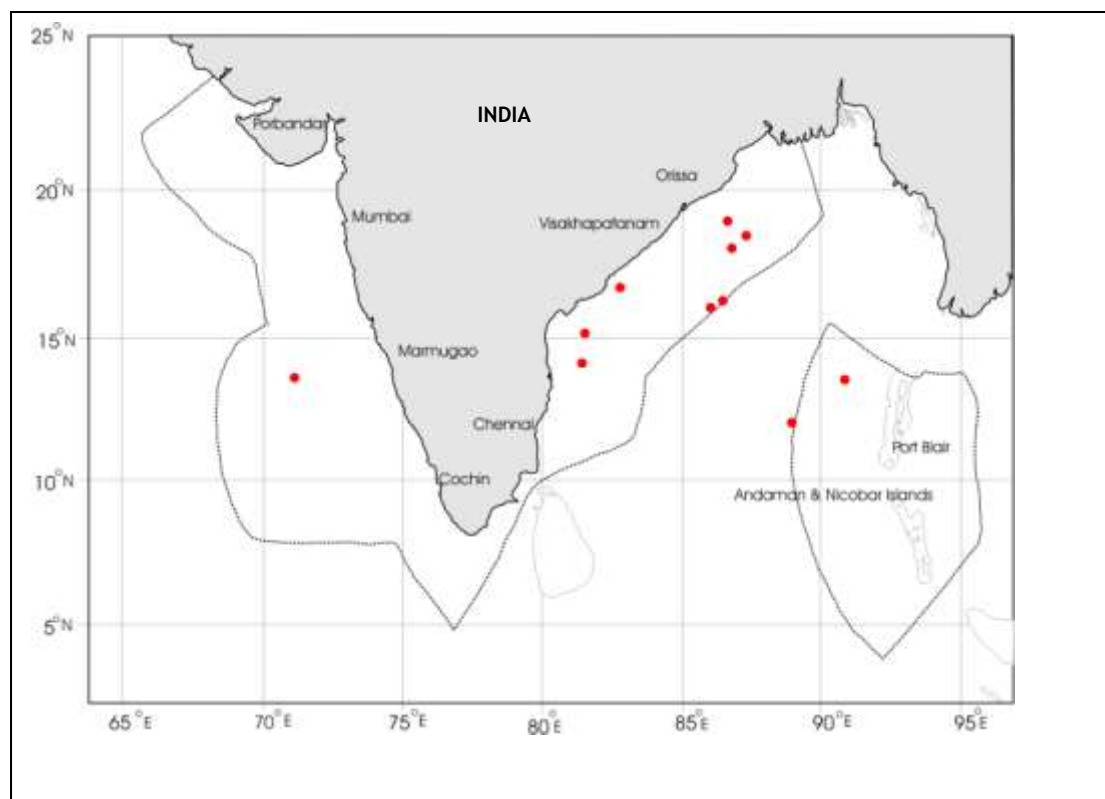 25°N
INDIA
Porbandar
Orissa
20°N
Mumbai
Visakhapatanam
15°N
Marmugao
Chennai
Port Blair
10°N
Cochin
Andaman & Nicobar Islands
5°N
65°E
70°E
75°E
80°E
85°E
90°E
95°E